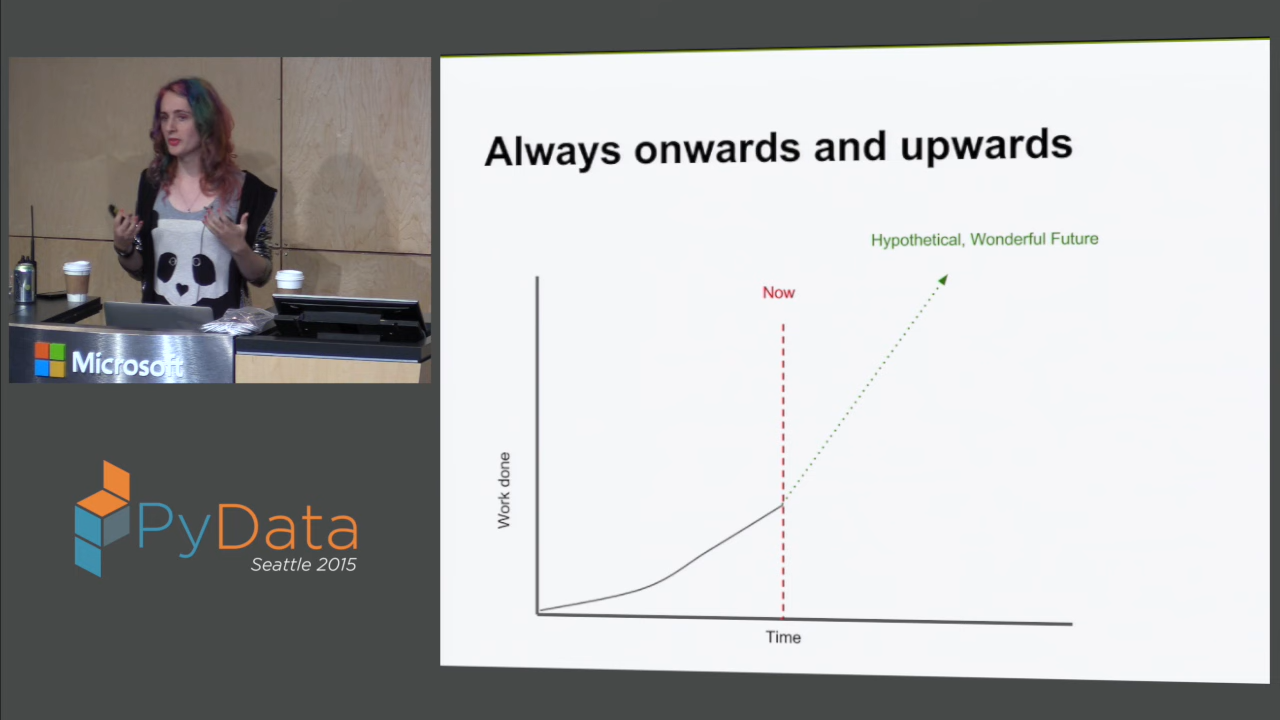 Always onwards and upwards
Hypothetical, Wonderful Future
Now
Work done
Time
Microsoft
PyData
Seattle 2015